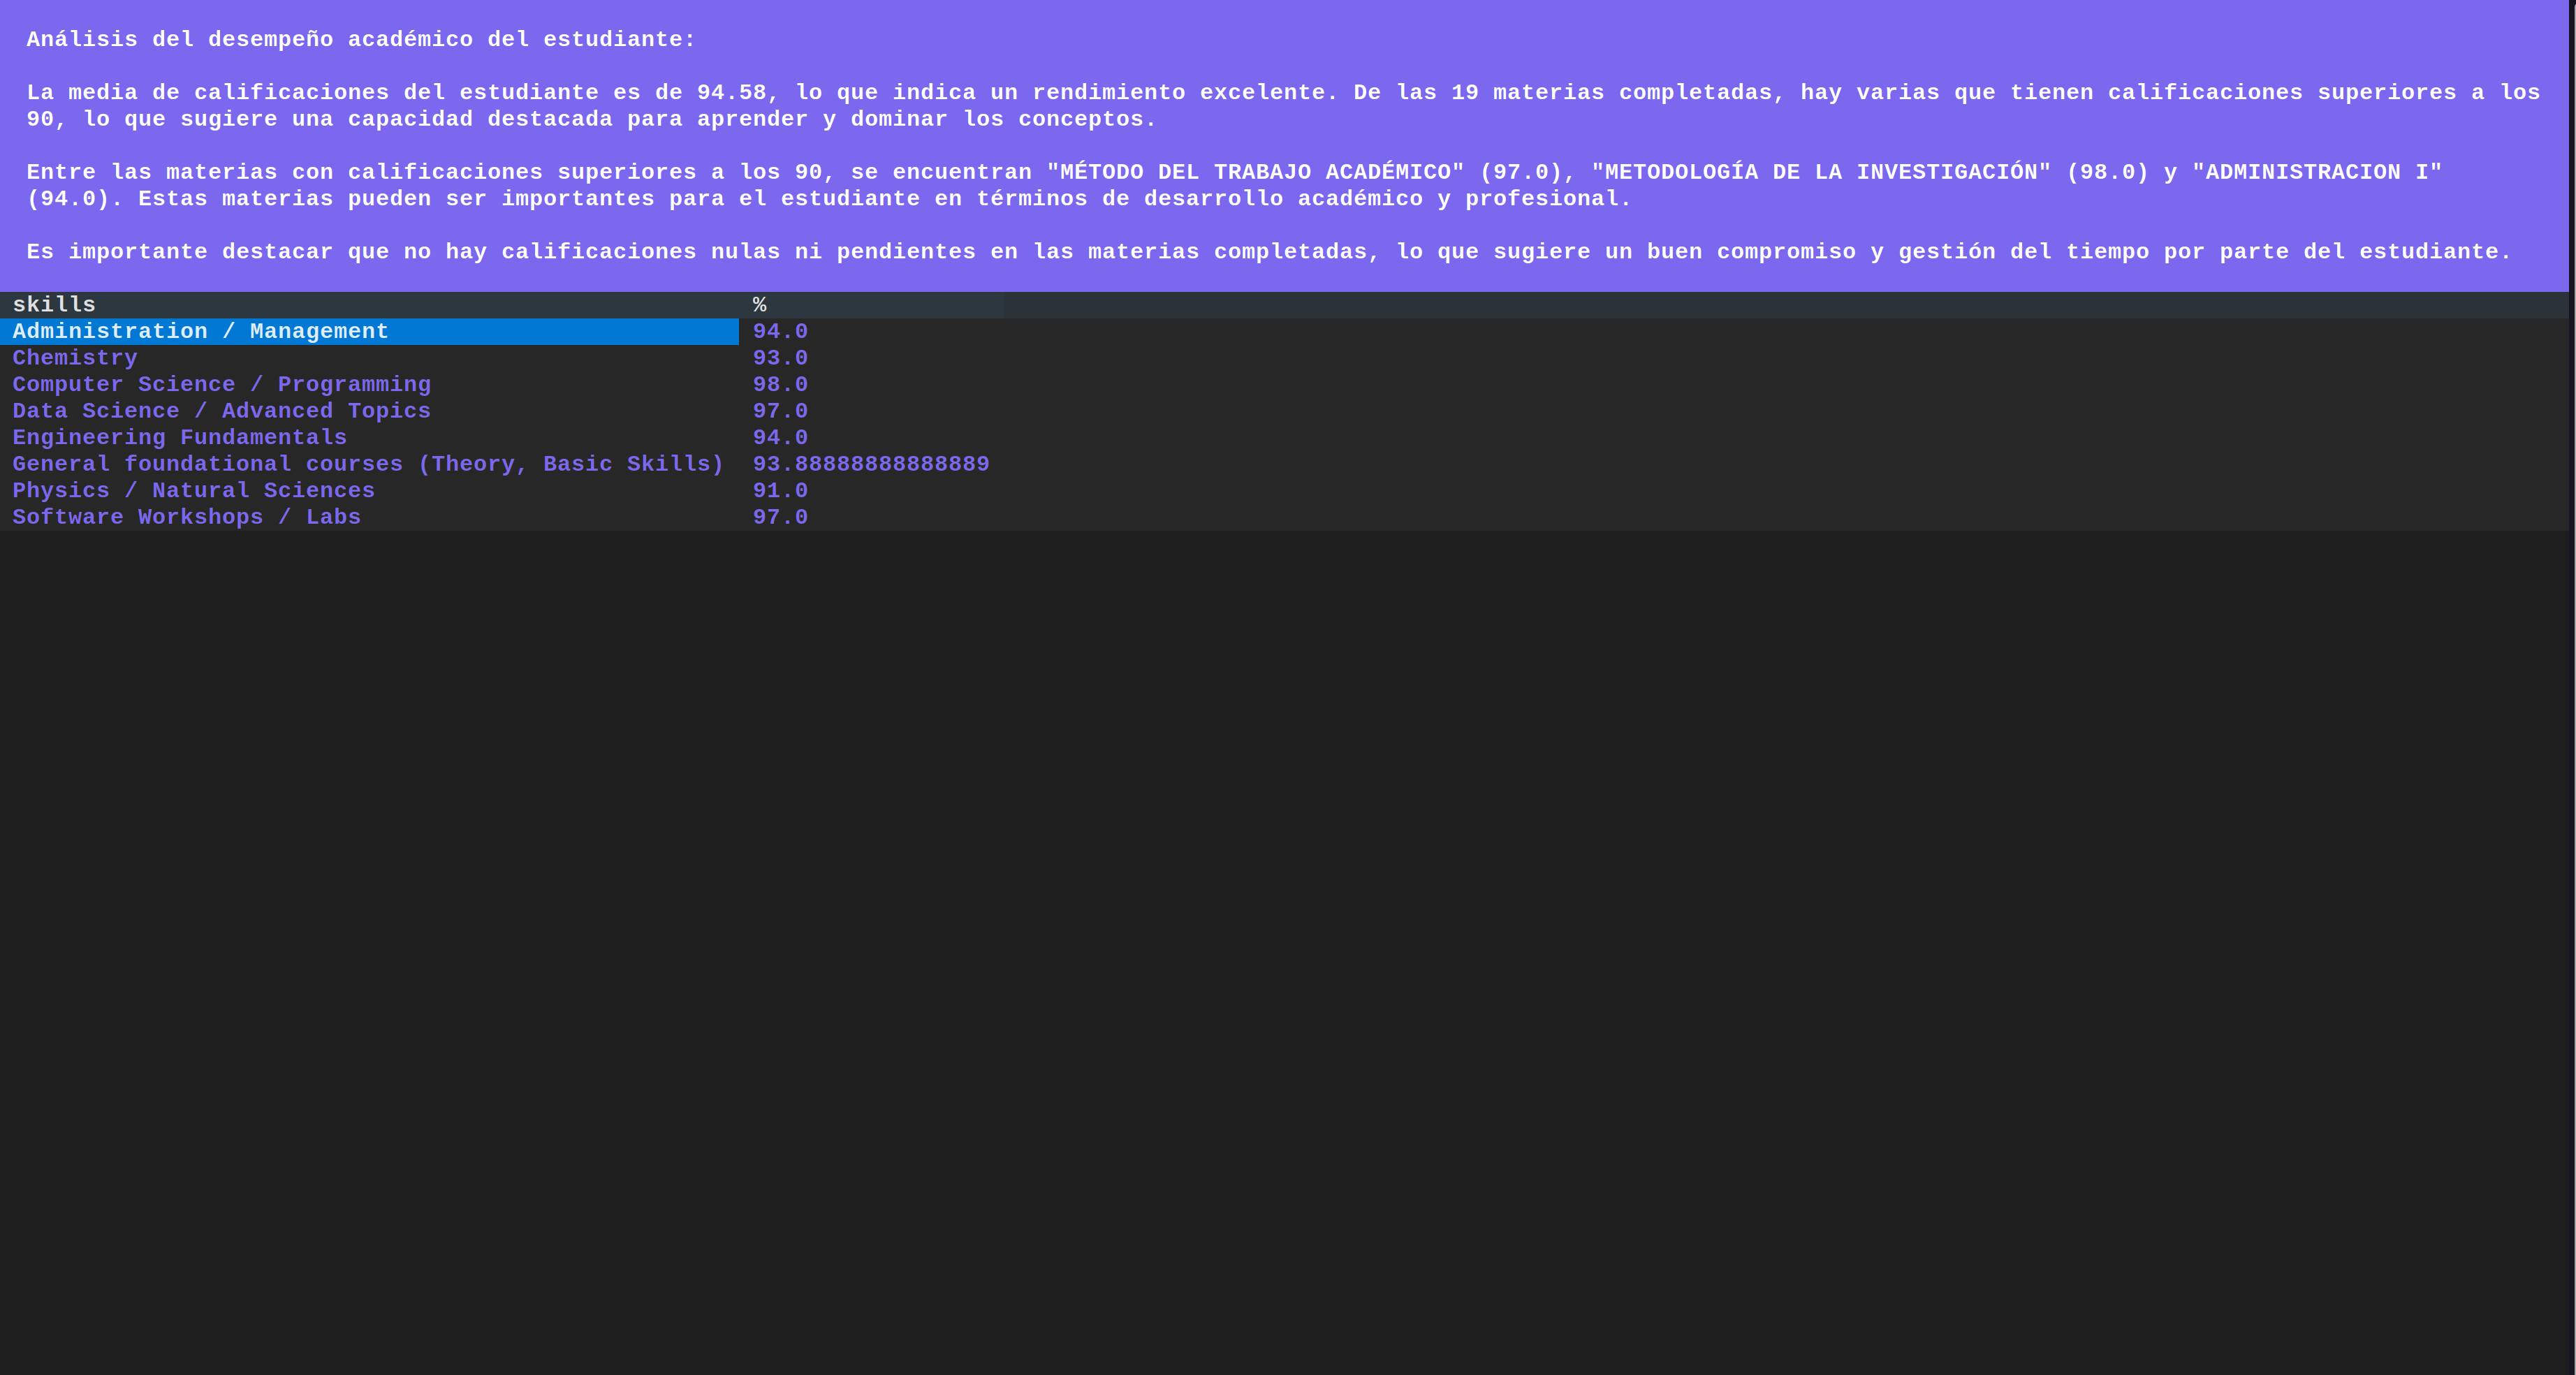 Análisis del desempeño académico del estudiante:
La media de calificaciones del estudiante es de 94.58, lo que indica un rendimiento excelente. De las 19 materias completadas, hay varias que tienen calificaciones superiores a los
90, lo que sugiere una capacidad destacada para aprender y dominar los conceptos.
Entre las materias con calificaciones superiores a los 90, se encuentran "MÉTODO DEL TRABAJO ACADÉMICO" (97.0), "METODOLOGÍA DE LA INVESTIGACIÓN" (98.0) y "ADMINISTRACION I"
(94.0). Estas materias pueden ser importantes para el estudiante en términos de desarrollo académico y profesional.
Es importante destacar que no hay calificaciones nulas ni pendientes en las materias completadas, lo que sugiere un buen compromiso y gestión del tiempo por parte del estudiante.
skills %
Administration / Management 94.0
Chemistry 93.0
Computer Science / Programming 98.0
Data Science / Advanced Topics 97.0
Engineering Fundamentals 94.0
General foundational courses (Theory, Basic Skills) 93.88888888888889
Physics / Natural Sciences 91.0
Software Workshops / Labs 97.0